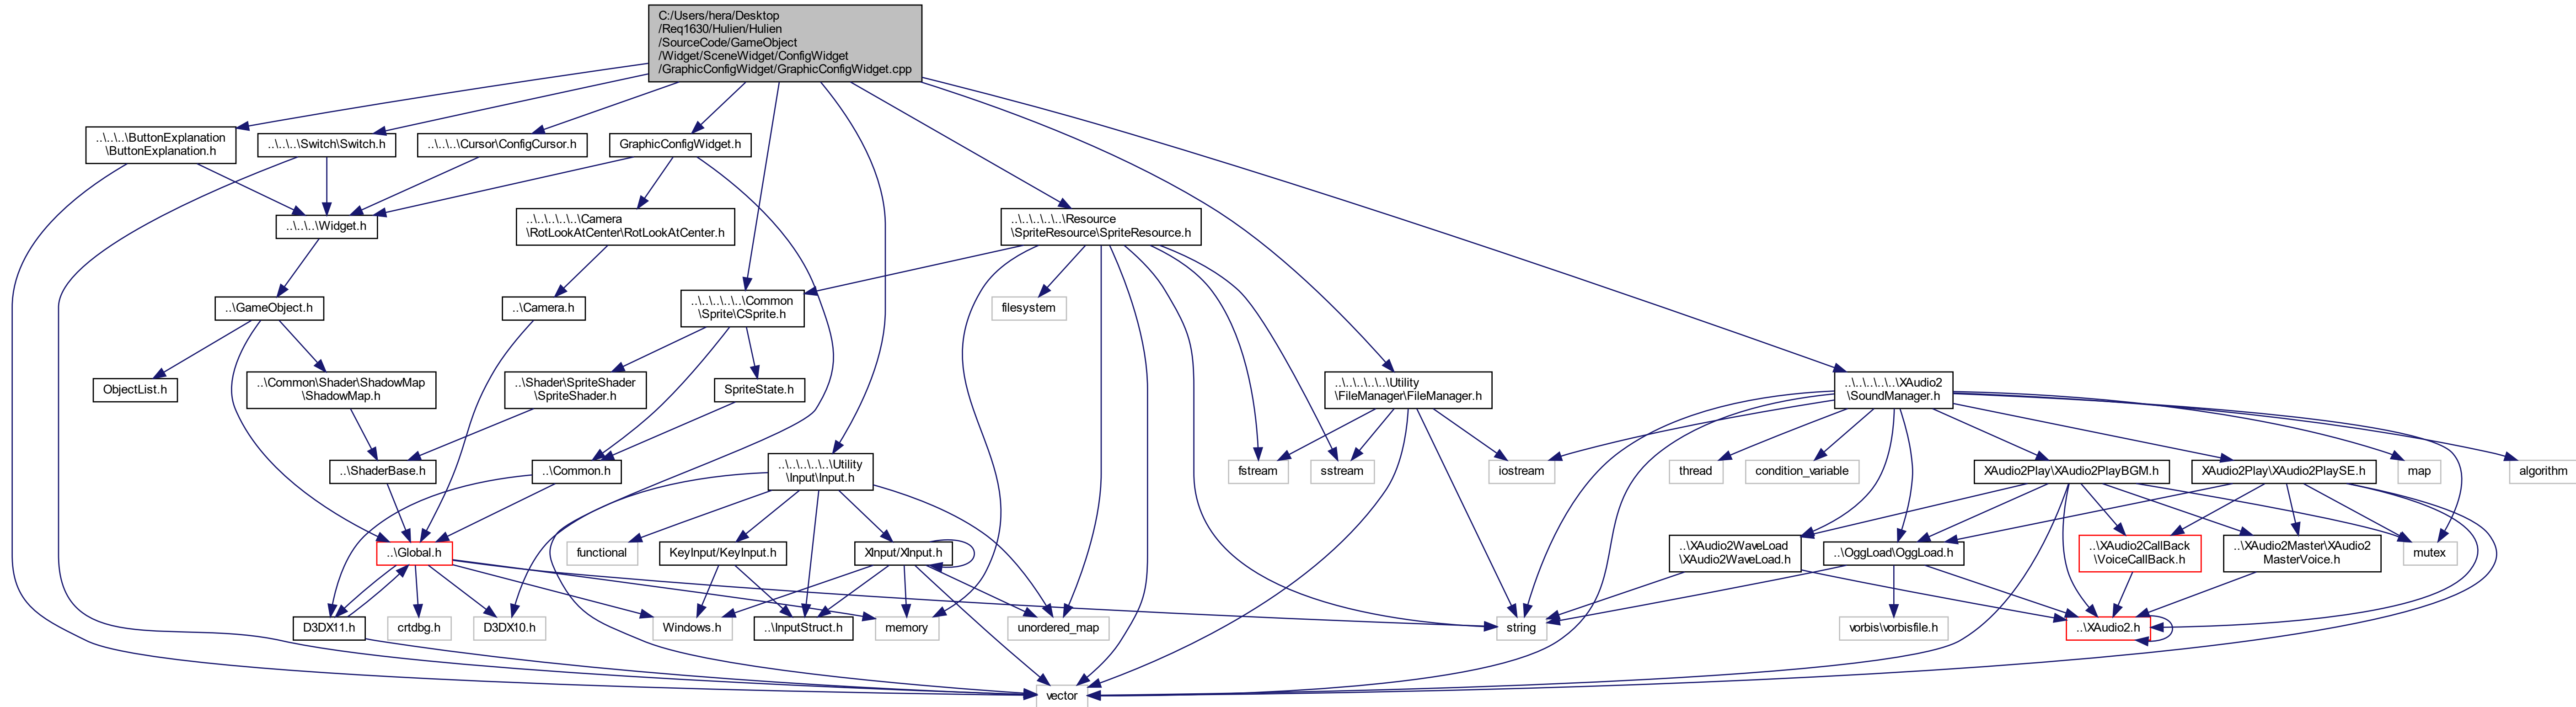 C:/Users/hera/Desktop
/Req1630/Hulien/Hulien
/SourceCode/GameObject
/Widget/SceneWidget/ConfigWidget
/GraphicConfigWidget/GraphicConfigWidget.cpp
..\..\..\ButtonExplanation
\ButtonExplanation.h
..\..\..\Switch\Switch.h
..\..\..\Cursor\ConfigCursor.h
GraphicConfigWidget.h
..\..\..\Widget.h
..\..\..\..\..\Camera
\RotLookAtCenter\RotLookAtCenter.h
..\..\..\..\..\Resource
\SpriteResource\SpriteResource.h
..\GameObject.h
..\Camera.h
..\..\..\..\..\Common
\Sprite\CSprite.h
filesystem
ObjectList.h
..\Common\Shader\ShadowMap
\ShadowMap.h
..\Shader\SpriteShader
\SpriteShader.h
SpriteState.h
..\..\..\..\..\Utility
\FileManager\FileManager.h
..\..\..\..\..\XAudio2
\SoundManager.h
..\ShaderBase.h
..\Common.h
..\..\..\..\..\Utility
\Input\Input.h
fstream
sstream
iostream
thread
condition_variable
XAudio2Play\XAudio2PlayBGM.h
XAudio2Play\XAudio2PlaySE.h
map
algorithm
..\Global.h
functional
KeyInput/KeyInput.h
XInput/XInput.h
..\XAudio2WaveLoad
\XAudio2WaveLoad.h
..\OggLoad\OggLoad.h
..\XAudio2CallBack
\VoiceCallBack.h
..\XAudio2Master\XAudio2
MasterVoice.h
mutex
D3DX11.h
crtdbg.h
D3DX10.h
Windows.h
..\InputStruct.h
memory
unordered_map
string
vorbis\vorbisfile.h
..\XAudio2.h
vector